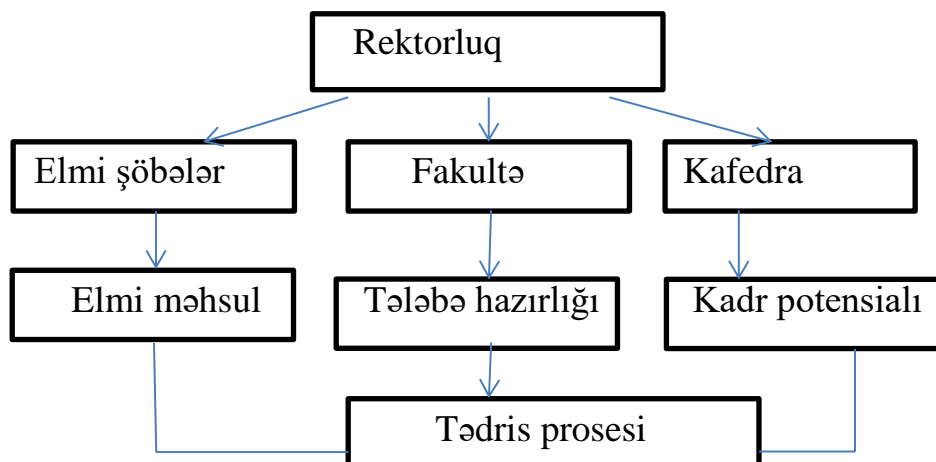 Rektorluq
Elmi şöbələr
Fakultə
Kafedra
Elmi məhsul
Tələbə hazırlığı
Kadr potensialı
Tədris prosesi